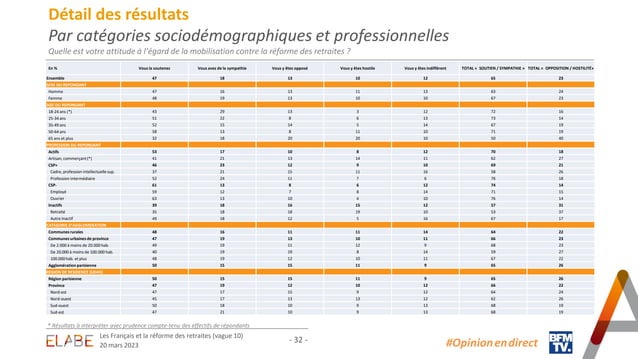 Détail des résultats
Par catégories sociodémographiques et professionnelles
Quelle est votre attitude à l'égard de la mobilisation contre la réforme des retraites ?
En % Vous la soutenez Vous avez de la sympathie Vous y êtes opposé Vous y êtes hostile Vous y êtes indifférent TOTAL « SOUTIEN / SYMPATHIE » TOTAL « OPPOSITION / HOSTILITÉ»
Ensemble 47 18 13 10 12 65 23
SEXE DU REPONDANT
Homme 47 16 13 11 13 63 24
Femme 48 19 13 10 10 67 23
AGE DU REPONDANT
18-24 ans (*) 43 29 13 3 12 72 16
25-34 ans 51 22 8 6 13 73 14
35-49 ans 52 15 14 5 14 67 19
50-64 ans 58 13 8 11 10 71 19
65 ans et plus 32 18 20 20 10 50 40
PROFESSION DU REPONDANT
Actifs 53 17 10 8 12 70 18
Artisan, commerçant(*) 41 21 13 14 11 62 27
CSP+ 46 23 12 9 10 69 21
Cadre, profession intellectuelle sup. 37 21 15 11 16 58 26
Profession intermédiaire 52 24 11 7 6 76 18
CSP- 61 13 8 6 12 74 14
Employé 59 12 7 8 14 71 15
Ouvrier 63 13 10 4 10 76 14
Inactifs 39 18 16 15 12 57 31
Retraité 35 18 18 19 10 53 37
Autre inactif 49 18 12 5 16 67 17
CATEGORIE D'AGGLOMERATION
Communes rurales 48 16 11 11 14 64 22
Communes urbaines de province 47 19 13 10 11 66 23
De 2.000 à moins de 20.000 hab. 49 19 11 12 9 68 23
De 20.000 à moins de 100.000 hab. 40 19 19 8 14 59 27
100.000 hab. et plus 48 19 12 10 11 67 22
Agglomération parisienne 50 15 15 11 9 65 26
REGION DE RESIDENCE (UDA9)
Région parisienne 50 15 15 11 9 65 26
Province 47 19 12 10 12 66 22
Nord-est 47 17 15 9 12 64 24
Nord-ouest 45 17 13 13 12 62 26
Sud-ouest 50 18 10 9 13 68 19
Sud-est 47 21 10 9 13 68 19
* Résultats à interpréter avec prudence compte-tenu des effectifs de répondants
ELABE
Les Français et la réforme des retraites (vague 10)
20 mars 2023
- 32 -
#Opinion en direct
BFM
TV.